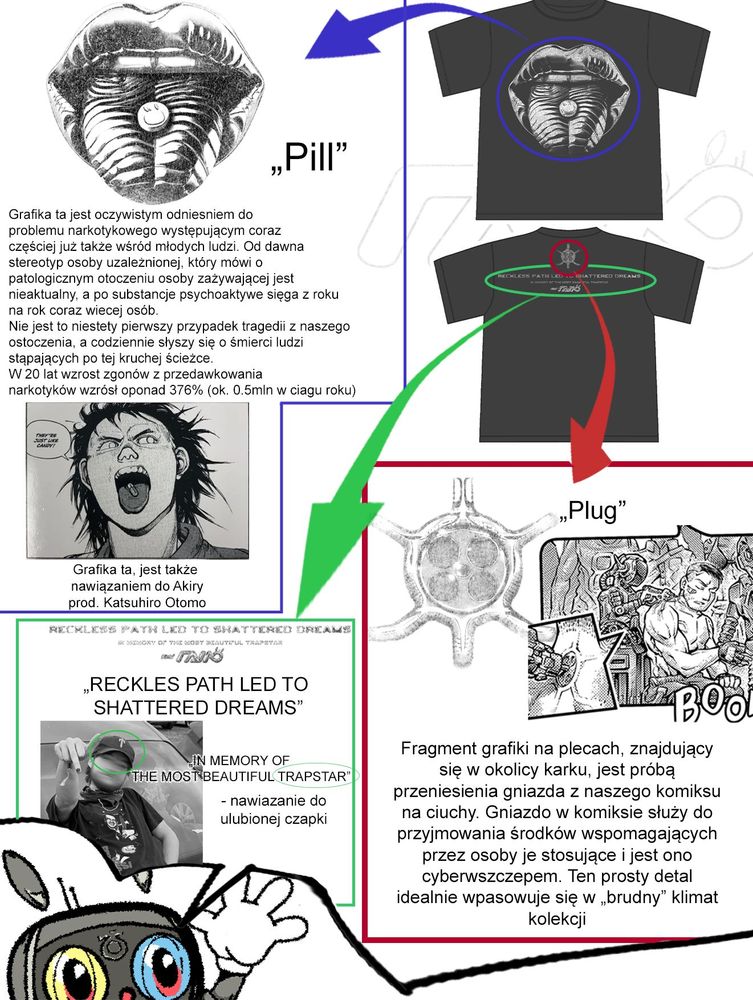 „Pill”
Grafika ta jest oczywistym odniesniem do
problemu narkotykowego występującym coraz
częściej już także wśród młodych ludzi. Od dawna
stereotyp osoby uzależnionej, który mówi o
patologicznym otoczeniu osoby zażywającej jest
nieaktualny, a po substancje psychoaktywe sięga z roku
na rok coraz wiecej osób.
Nie jest to niestety pierwszy przypadek tragedii z naszego
ostoczenia, a codziennie słyszy się o śmierci ludzi
stąpających po tej kruchej ścieżce.
W 20 lat wzrost zgonów z przedawkowania
narkotyków wzrósł oponad 376% (ok. 0.5mln w ciagu roku)
THEY'RE
JUST LIKE
CANDY!
Grafika ta, jest także
nawiązaniem do Akiry
prod. Katsuhiro Otomo
RECKLESS PATH LED TO SHATTERED DREAMS
IN MEMORY OF THE MOST BEAUTIFUL TRAPSTAR
RECKLESS PATH LED TO SHATTERED DREAMS
IN MEMORY OF THE MOST BEAUTIFUL TRAPSTAR
„RECKLES PATH LED TO
SHATTERED DREAMS”
„IN MEMORY OF
THE MOST BEAUTIFUL TRAPSTAR”
- nawiazanie do
ulubionej czapki
„Plug”
Fragment grafiki na plecach, znajdujący
się w okolicy karku, jest próbą
przeniesienia gniazda z naszego komiksu
na ciuchy. Gniazdo w komiksie służy do
przyjmowania środków wspomagających
przez osoby je stosujące i jest ono
cyberwszczepem. Ten prosty detal
idealnie wpasowuje się w „brudny” klimat
kolekcji